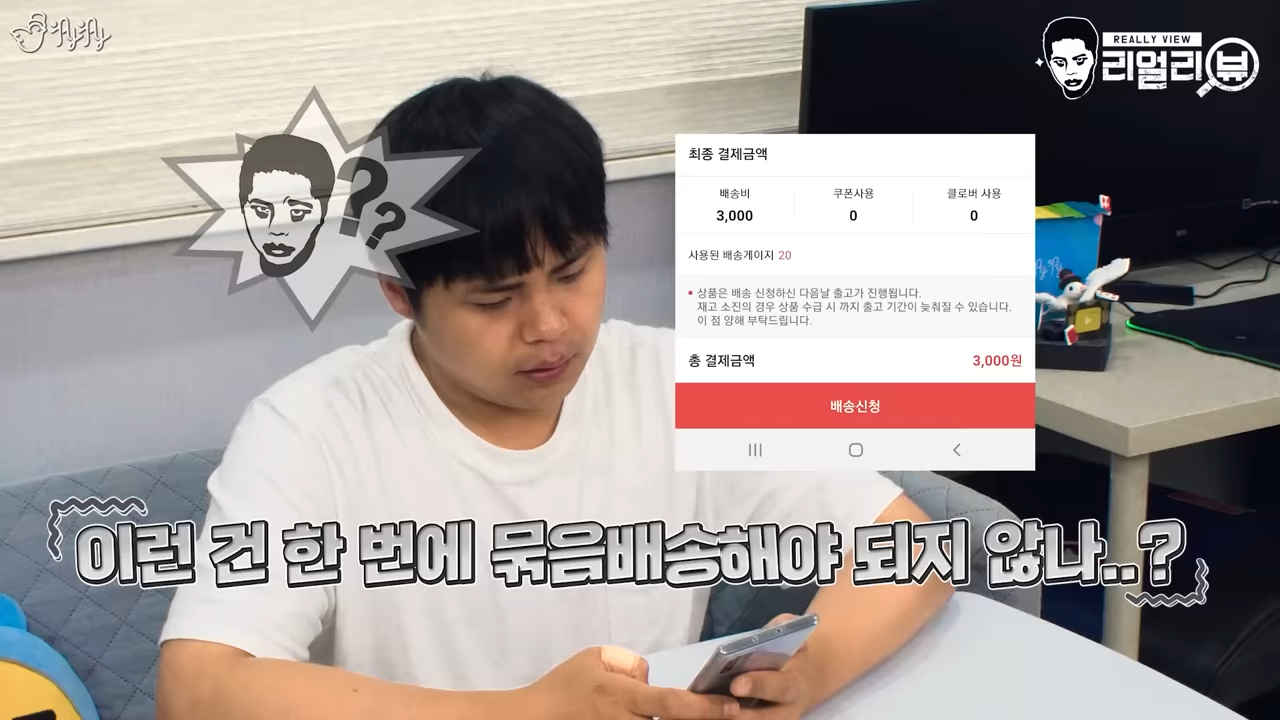 REALLY VIEW
리얼리뷰
??
최종 결제금액
배송비 쿠폰사용 클로버 사용
3,000 0 0
사용된 배송게이지 20
• 상품은 배송 신청하신 다음날 출고가 진행됩니다.
재고 소진의 경우 상품 수급 시 까지 출고 기간이 늦춰질 수 있습니다.
이 점 양해 부탁드립니다.
총 결제금액 3,000원
배송신청
이런 건 한 번에 묶음배송해야 되지 않나..?